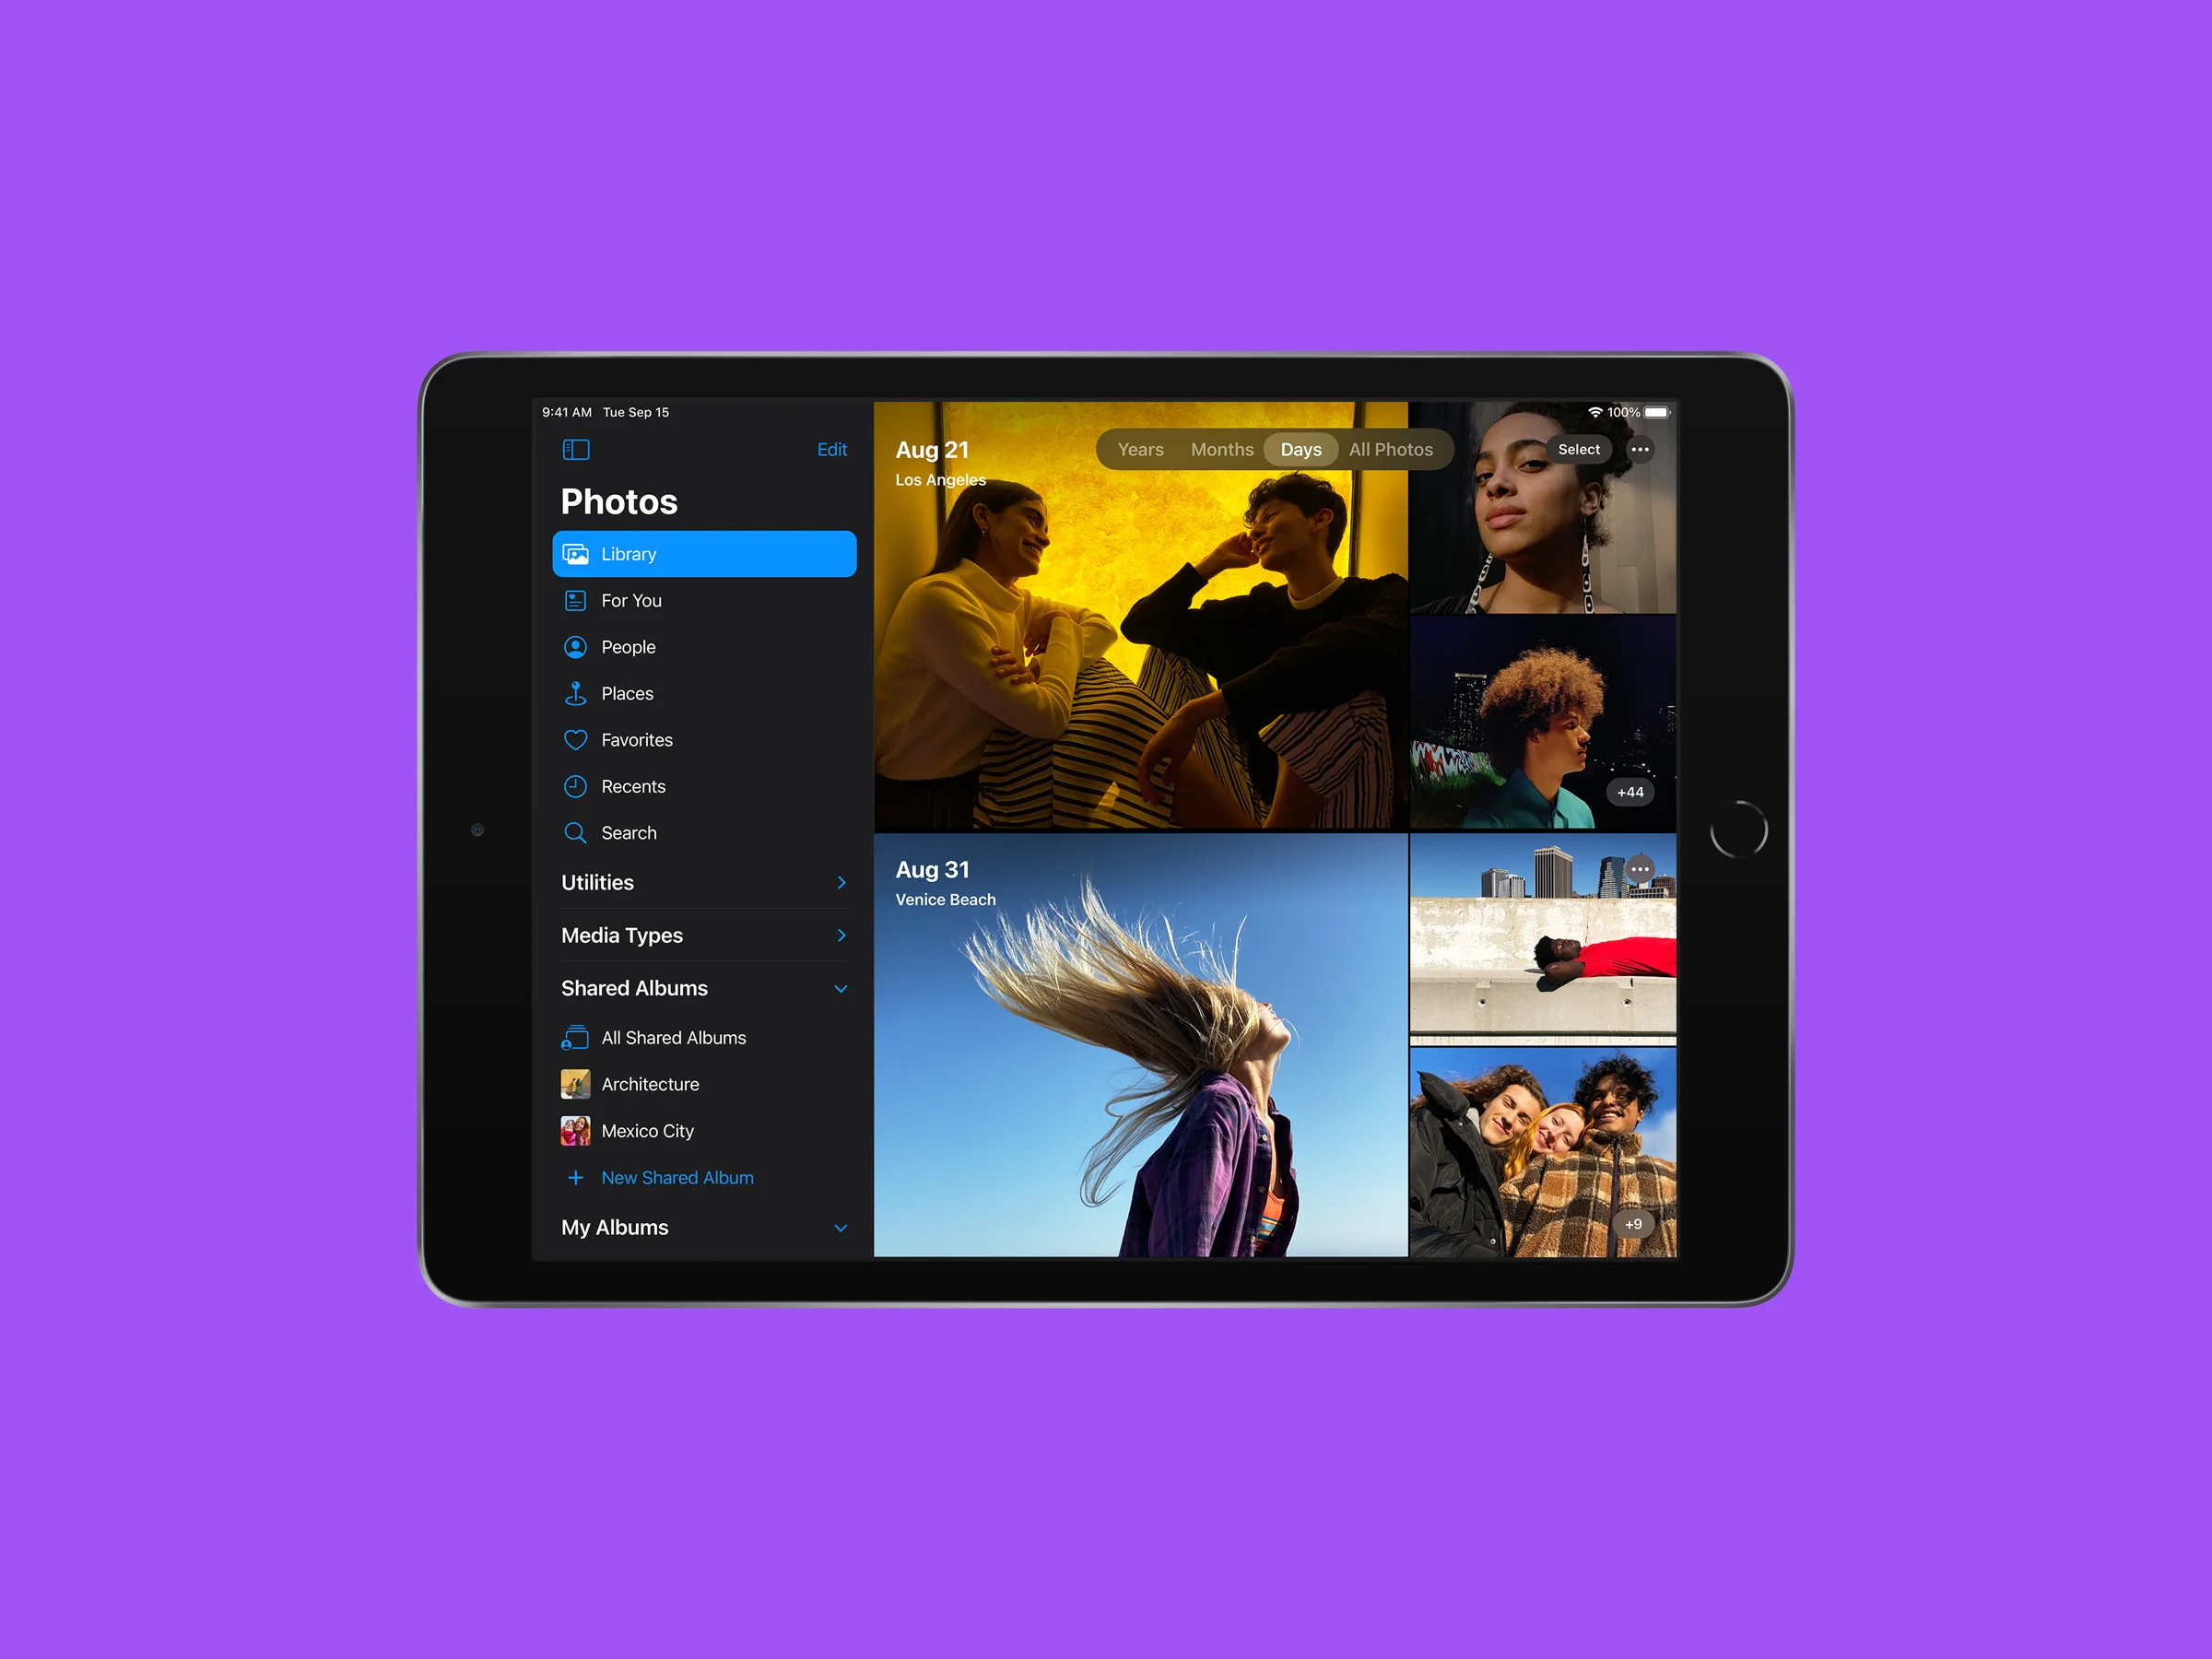 9:41 AM Tue Sep 15
100%
Edit
Photos
Library
For You
People
Places
Favorites
Recents
Search
Utilities
Media Types
Shared Albums
All Shared Albums
Architecture
Mexico City
New Shared Album
My Albums
Aug 21
Los Angeles
Years Months Days All Photos
Select
+44
Aug 31
Venice Beach
+9